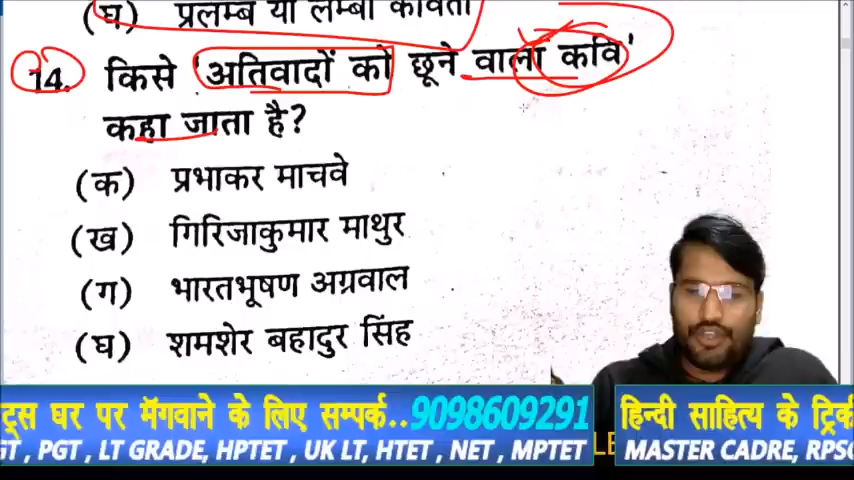 (घ) प्रलम्ब या लम्बी कविता
14. किसे 'अतिवादों को छूने वाला कवि'
कहा जाता है?
(क) प्रभाकर माचवे
(ख) गिरिजाकुमार माथुर
(ग) भारतभूषण अग्रवाल
(घ) शमशेर बहादुर सिंह
ट्स घर पर मॅगवाने के लिए सम्पर्क..9098609291 हिन्दी साहित्य के ट्रिकी
GT , PGT , LT GRADE, HPTET , UK LT, HTET , NET , MPTET LE MASTER CADRE, RPSC